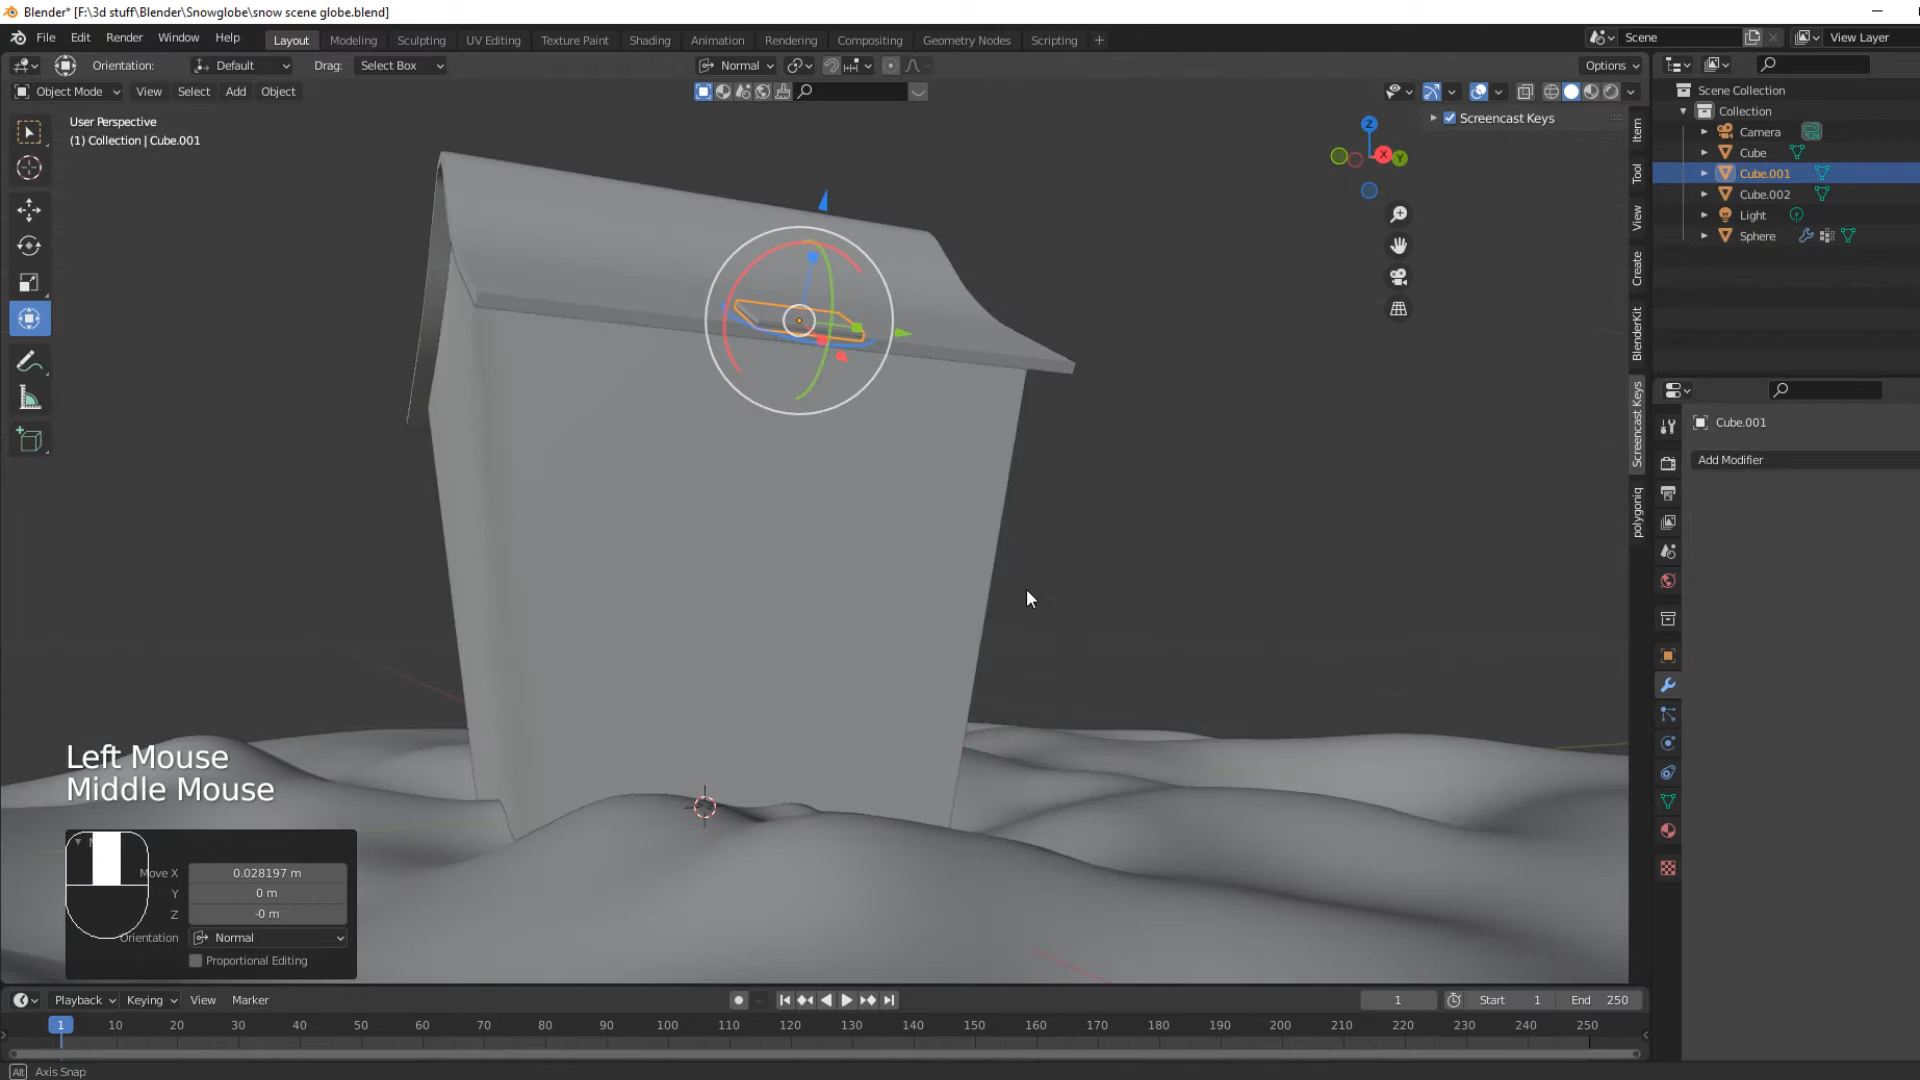 Blender* [F:\3d stuff\Blender\Snowglobe\snow scene globe.blend]
File Edit Render Window Help Layout Modeling Sculpting UV Editing Texture Paint Shading Animation Rendering Compositing Geometry Nodes Scripting + Scene View Layer
Orientation: Default Drag: Select Box Normal Options
Object Mode View Select Add Object
User Perspective
(1) Collection | Cube.001
Screencast Keys
Z
X
Y
Item
Tool
View
Create
BlenderKit
Screencast Keys
polygoniq
Scene Collection
Collection
Camera
Cube
Cube.001
Cube.002
Light
Sphere
Cube.001
Add Modifier
Left Mouse
Middle Mouse
Move X 0.028197 m
Y 0 m
Z -0 m
Orientation Normal
Proportional Editing
Playback Keying View Marker 1 Start 1 End 250
1 10 20 30 40 50 60 70 80 90 100 110 120 130 140 150 160 170 180 190 200 210 220 230 240 250
Alt Axis Snap